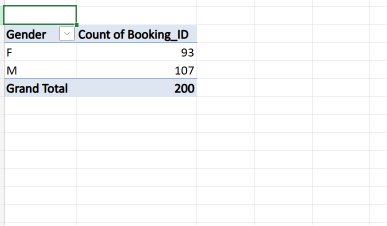 Gender Count of Booking_ID
F 93
M 107
Grand Total 200